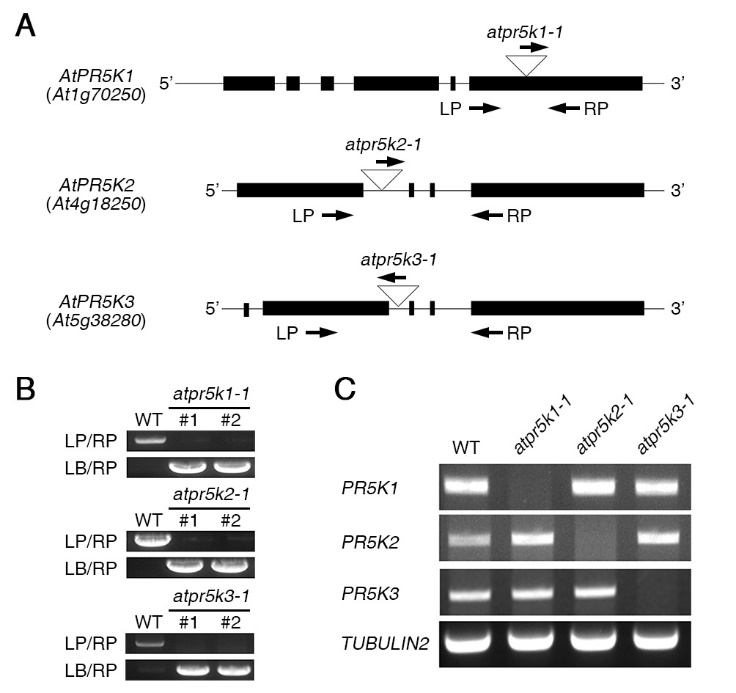 A
atpr5k1-1
AtPR5K1
(At1g70250)
5’ 3’
LP RP
atpr5k2-1
AtPR5K2
(At4g18250)
5’ 3’
LP RP
atpr5k3-1
AtPR5K3
(At5g38280)
5’ 3’
LP RP
B
atpr5k1-1
WT #1 #2
LP/RP
LB/RP
atpr5k2-1
WT #1 #2
LP/RP
LB/RP
atpr5k3-1
WT #1 #2
LP/RP
LB/RP
C
WT atpr5k1-1 atpr5k2-1 atpr5k3-1
PR5K1
PR5K2
PR5K3
TUBULIN2